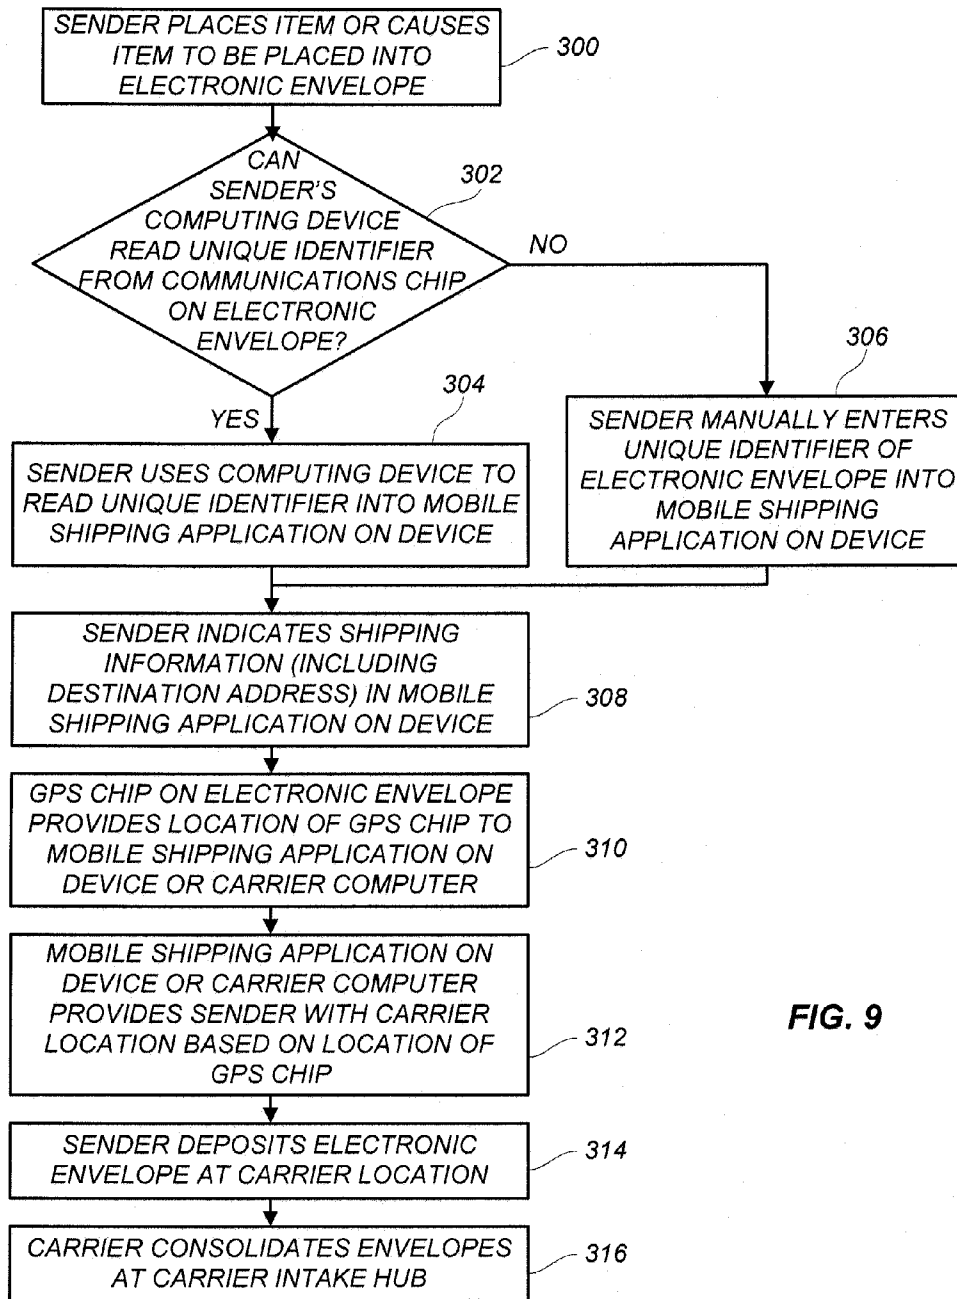 SENDER PLACES ITEM OR CAUSES
ITEM TO BE PLACED INTO
ELECTRONIC ENVELOPE
300
CAN
SENDER'S
COMPUTING DEVICE
READ UNIQUE IDENTIFIER
FROM COMMUNICATIONS CHIP
ON ELECTRONIC
ENVELOPE?
302
NO
YES
304
SENDER USES COMPUTING DEVICE TO
READ UNIQUE IDENTIFIER INTO MOBILE
SHIPPING APPLICATION ON DEVICE
306
SENDER MANUALLY ENTERS
UNIQUE IDENTIFIER OF
ELECTRONIC ENVELOPE INTO
MOBILE SHIPPING
APPLICATION ON DEVICE
SENDER INDICATES SHIPPING
INFORMATION (INCLUDING
DESTINATION ADDRESS) IN MOBILE
SHIPPING APPLICATION ON DEVICE
308
GPS CHIP ON ELECTRONIC ENVELOPE
PROVIDES LOCATION OF GPS CHIP TO
MOBILE SHIPPING APPLICATION ON
DEVICE OR CARRIER COMPUTER
310
MOBILE SHIPPING APPLICATION ON
DEVICE OR CARRIER COMPUTER
PROVIDES SENDER WITH CARRIER
LOCATION BASED ON LOCATION OF
GPS CHIP
312
FIG. 9
SENDER DEPOSITS ELECTRONIC
ENVELOPE AT CARRIER LOCATION
314
CARRIER CONSOLIDATES ENVELOPES
AT CARRIER INTAKE HUB
316